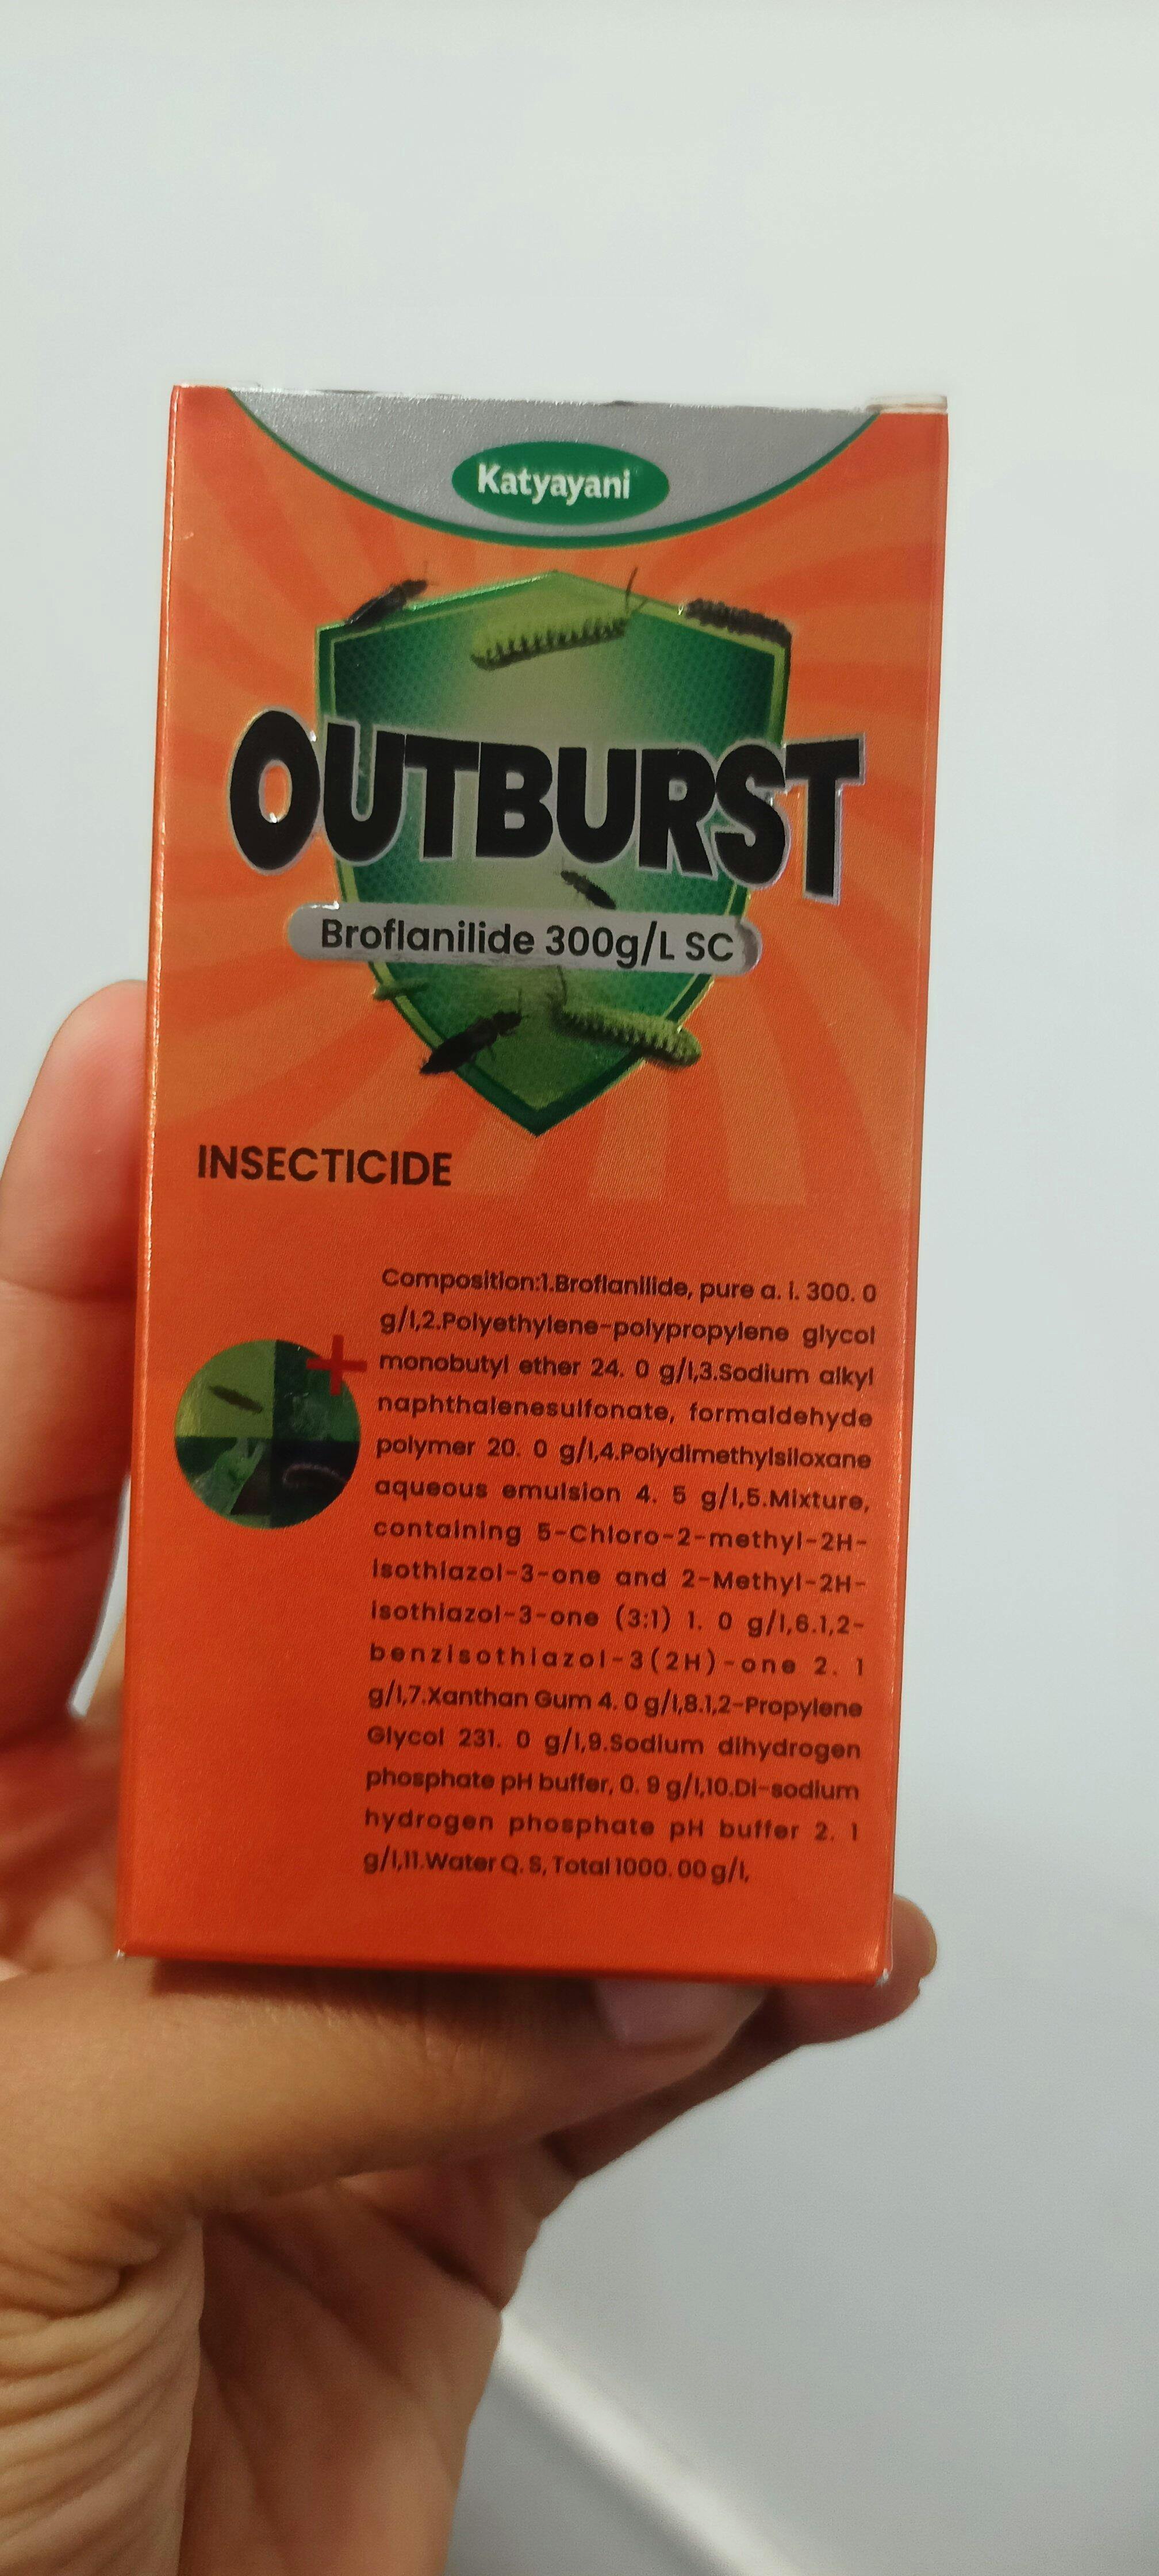 Katyayani
OUTBURST
Broflanilide 300g/L SC
INSECTICIDE
Composition:1.Broflanilide, pure a. i. 300. 0
g/l,2.Polyethylene-polypropylene glycol
monobutyl ether 24. 0 g/l,3.Sodium alkyl
naphthalenesulfonate, formaldehyde
polymer 20. 0 g/l,4.Polydimethylsiloxane
aqueous emulsion 4. 5 g/l,5.Mixture,
containing 5-Chloro-2-methyl-2H-
isothiazol-3-one and 2-Methyl-2H-
isothiazol-3-one (3:1) 1. 0 g/l,6.1,2-
benzisothiazol-3(2H)-one 2. 1
g/l,7.Xanthan Gum 4. 0 g/l,8.1,2-Propylene
Glycol 231. 0 g/l,9.Sodium dihydrogen
phosphate pH buffer, 0. 9 g/l,10.Di-sodium
hydrogen phosphate pH buffer 2. 1
g/l,11.Water Q. S, Total 1000. 00 g/l,